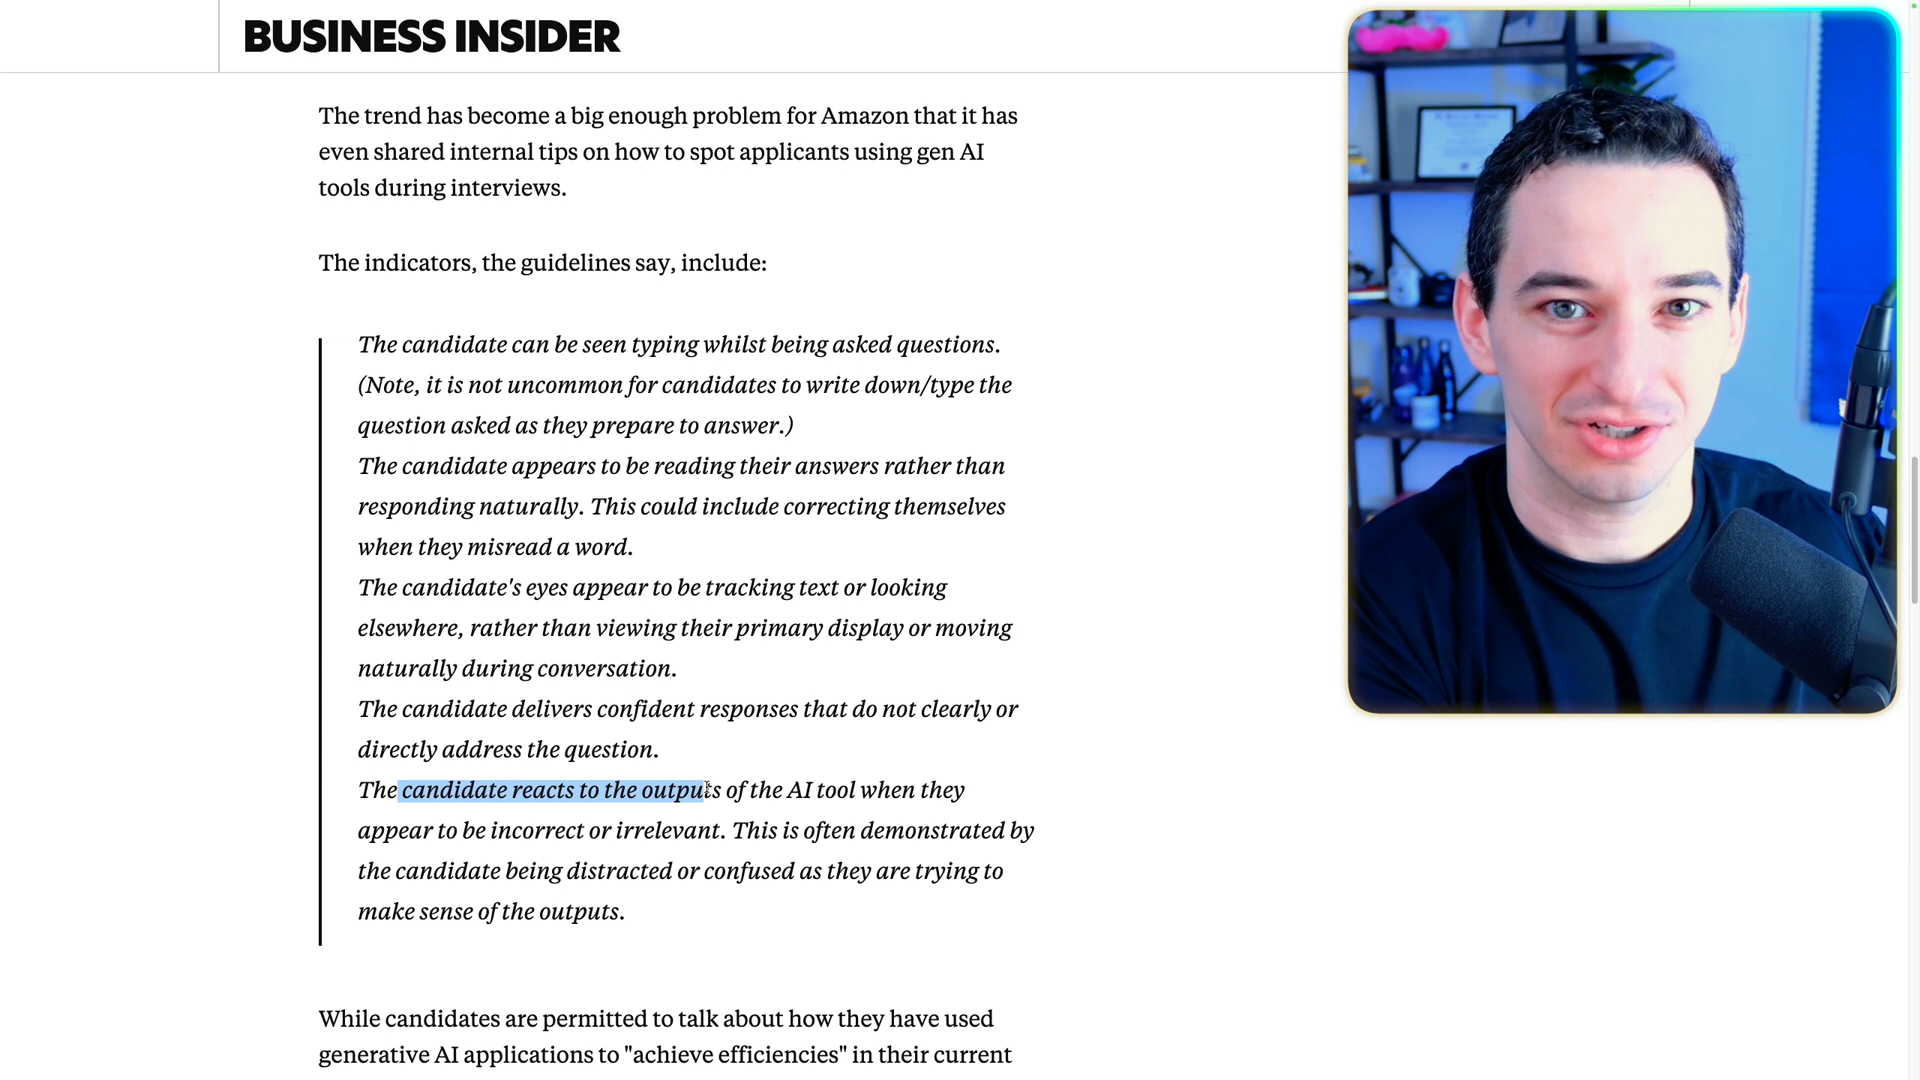 BUSINESS INSIDER
The trend has become a big enough problem for Amazon that it has
even shared internal tips on how to spot applicants using gen AI
tools during interviews.
The indicators, the guidelines say, include:
The candidate can be seen typing whilst being asked questions.
(Note, it is not uncommon for candidates to write down/type the
question asked as they prepare to answer.)
The candidate appears to be reading their answers rather than
responding naturally. This could include correcting themselves
when they misread a word.
The candidate's eyes appear to be tracking text or looking
elsewhere, rather than viewing their primary display or moving
naturally during conversation.
The candidate delivers confident responses that do not clearly or
directly address the question.
The candidate reacts to the outputs of the AI tool when they
appear to be incorrect or irrelevant. This is often demonstrated by
the candidate being distracted or confused as they are trying to
make sense of the outputs.
While candidates are permitted to talk about how they have used
generative AI applications to "achieve efficiencies" in their current